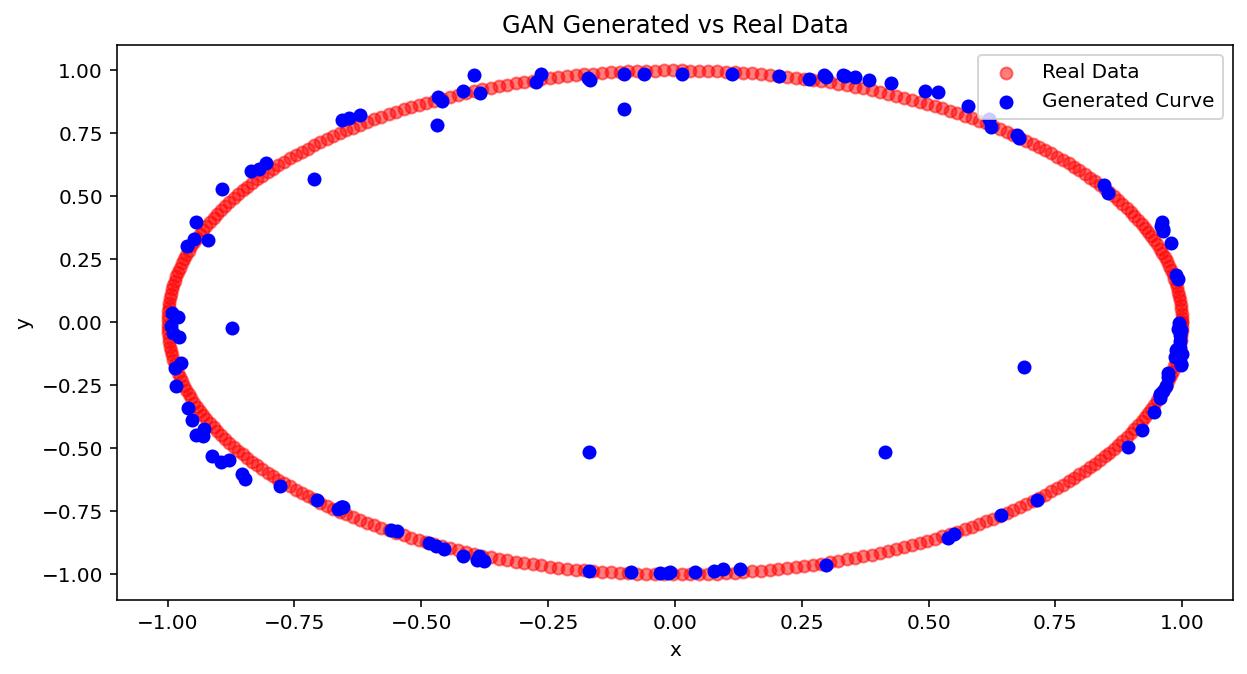 GAN Generated vs Real Data
Real Data
Generated Curve
1.00
0.75
0.50
0.25
0.00
−0.25
−0.50
−0.75
−1.00
y
−1.00 −0.75 −0.50 −0.25 0.00 0.25 0.50 0.75 1.00
x